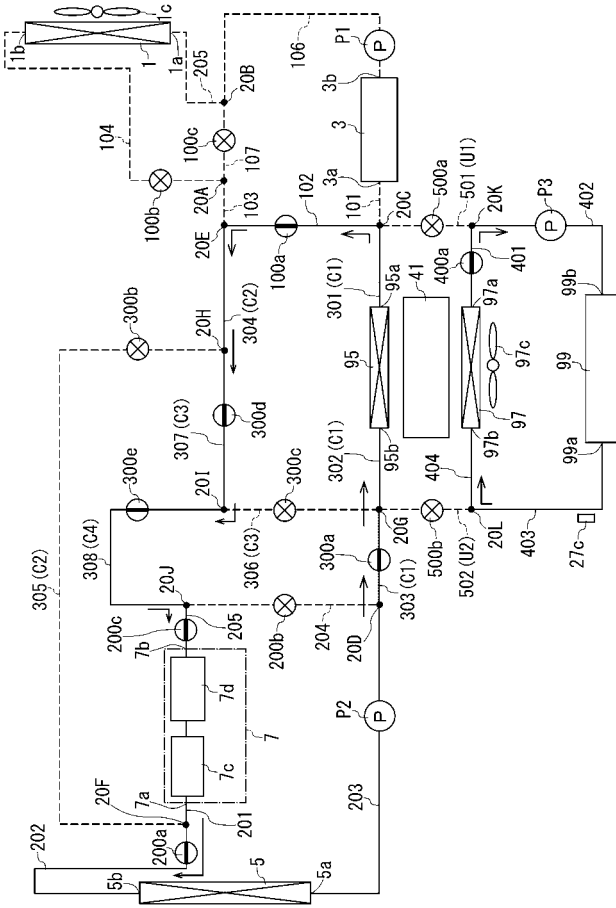 1b
1
1a
1c
205
20B
106
P1
P
3b
3
3a
104
100c
107
100b
20A
103
20E
102
100a
101
20C
500a
501 (U1)
20K
P3
P
402
400a
401
300b
20H
304 (C2)
301 (C1)
95a
41
97a
99b
95
97c
97
99
300d
307 (C3)
302 (C1)
95b
97b
404
99a
300e
20I
300c
20G
500b
20L
403
27c
305 (C2)
308 (C4)
306 (C3)
300a
502 (U2)
303 (C1)
20J
200c
205
200b
204
20D
7b
7d
7
7c
7a
P2
P
20F
201
202
200a
203
5b
5
5a